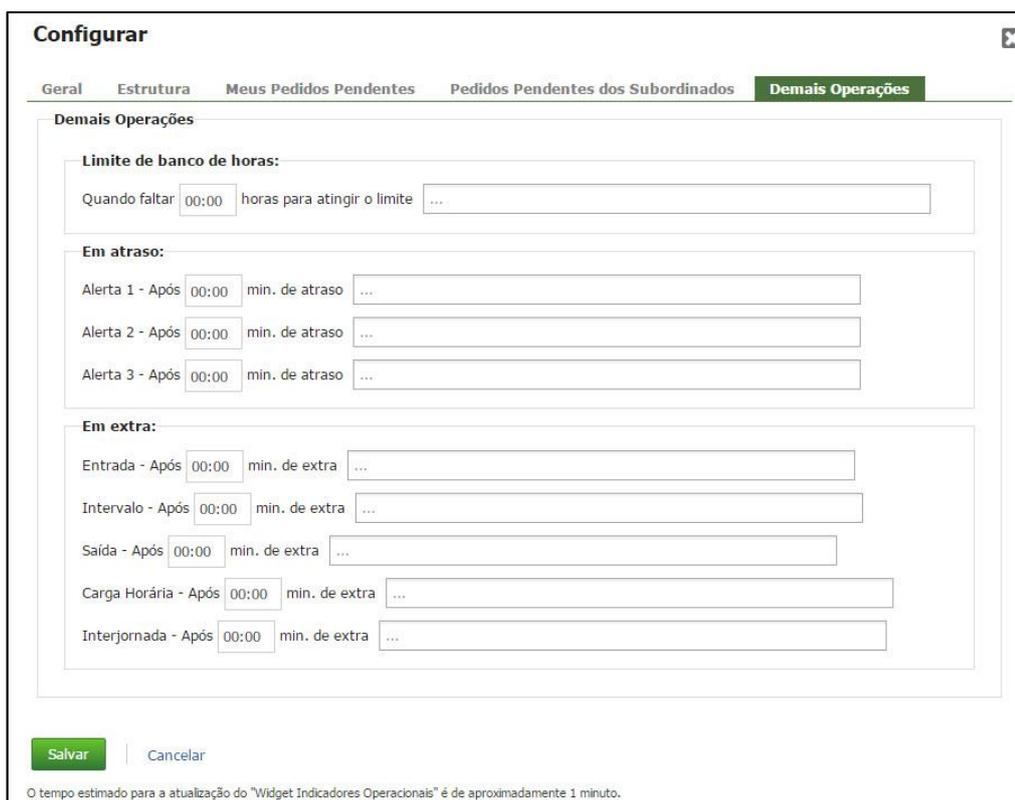 Configurar
Geral Estrutura Meus Pedidos Pendentes Pedidos Pendentes dos Subordinados Demais Operações
Demais Operações
Limite de banco de horas:
Quando faltar 00:00 horas para atingir o limite ...
Em atraso:
Alerta 1 - Após 00:00 min. de atraso ...
Alerta 2 - Após 00:00 min. de atraso ...
Alerta 3 - Após 00:00 min. de atraso ...
Em extra:
Entrada - Após 00:00 min. de extra ...
Intervalo - Após 00:00 min. de extra ...
Saída - Após 00:00 min. de extra ...
Carga Horária - Após 00:00 min. de extra ...
Interjornada - Após 00:00 min. de extra ...
Salvar Cancelar
O tempo estimado para a atualização do "Widget Indicadores Operacionais" é de aproximadamente 1 minuto.